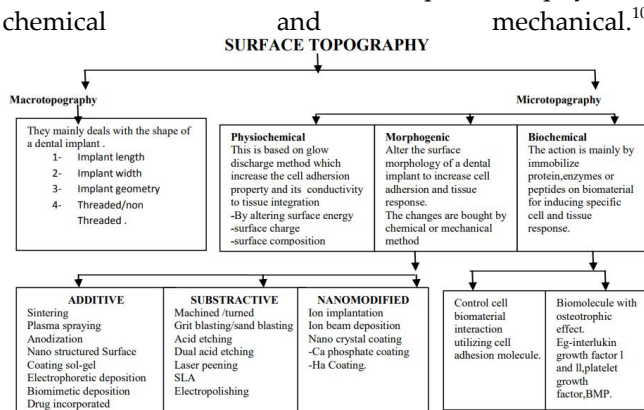 chemical and mechanical.10
SURFACE TOPOGRAPHY
Macrotopography
Microtopagraphy
They mainly deals with the shape of
a dental implant .
1- Implant length
2- Implant width
3- Implant geometry
4- Threaded/non
Threaded .
Physiochemical
This is based on glow
discharge method which
increase the cell adhersion
property and its conductivity
to tissue integration
-By altering surface energy
-surface charge
-surface composition
Morphogenic
Alter the surface
morphology of a dental
implant to increase cell
adhersion and tissue
response.
The changes are bought by
chemical or mechanical
method
Biochemical
The action is mainly by
immobilize
protein,enzymes or
peptides on biomaterial
for inducing specific
cell and tissue
response.
ADDITIVE
Sintering
Plasma spraying
Anodization
Nano structured Surface
Coating sol-gel
Electrophoretic deposition
Biomimetic deposition
Drug incorporated
SUBSTRACTIVE
Machined /turned
Grit blasting/sand blasting
Acid etching
Dual acid etching
Laser peening
SLA
Electropolishing
NANOMODIFIED
Ion implantation
Ion beam deposition
Nano crystal coating
-Ca phosphate coating
-Ha Coating.
Control cell
biomaterial
interaction
utilizing cell
adhesion molecule.
Biomolecule with
osteotrophic
effect.
Eg-interlukin
growth factor l
and ll,platelet
growth
factor,BMP.